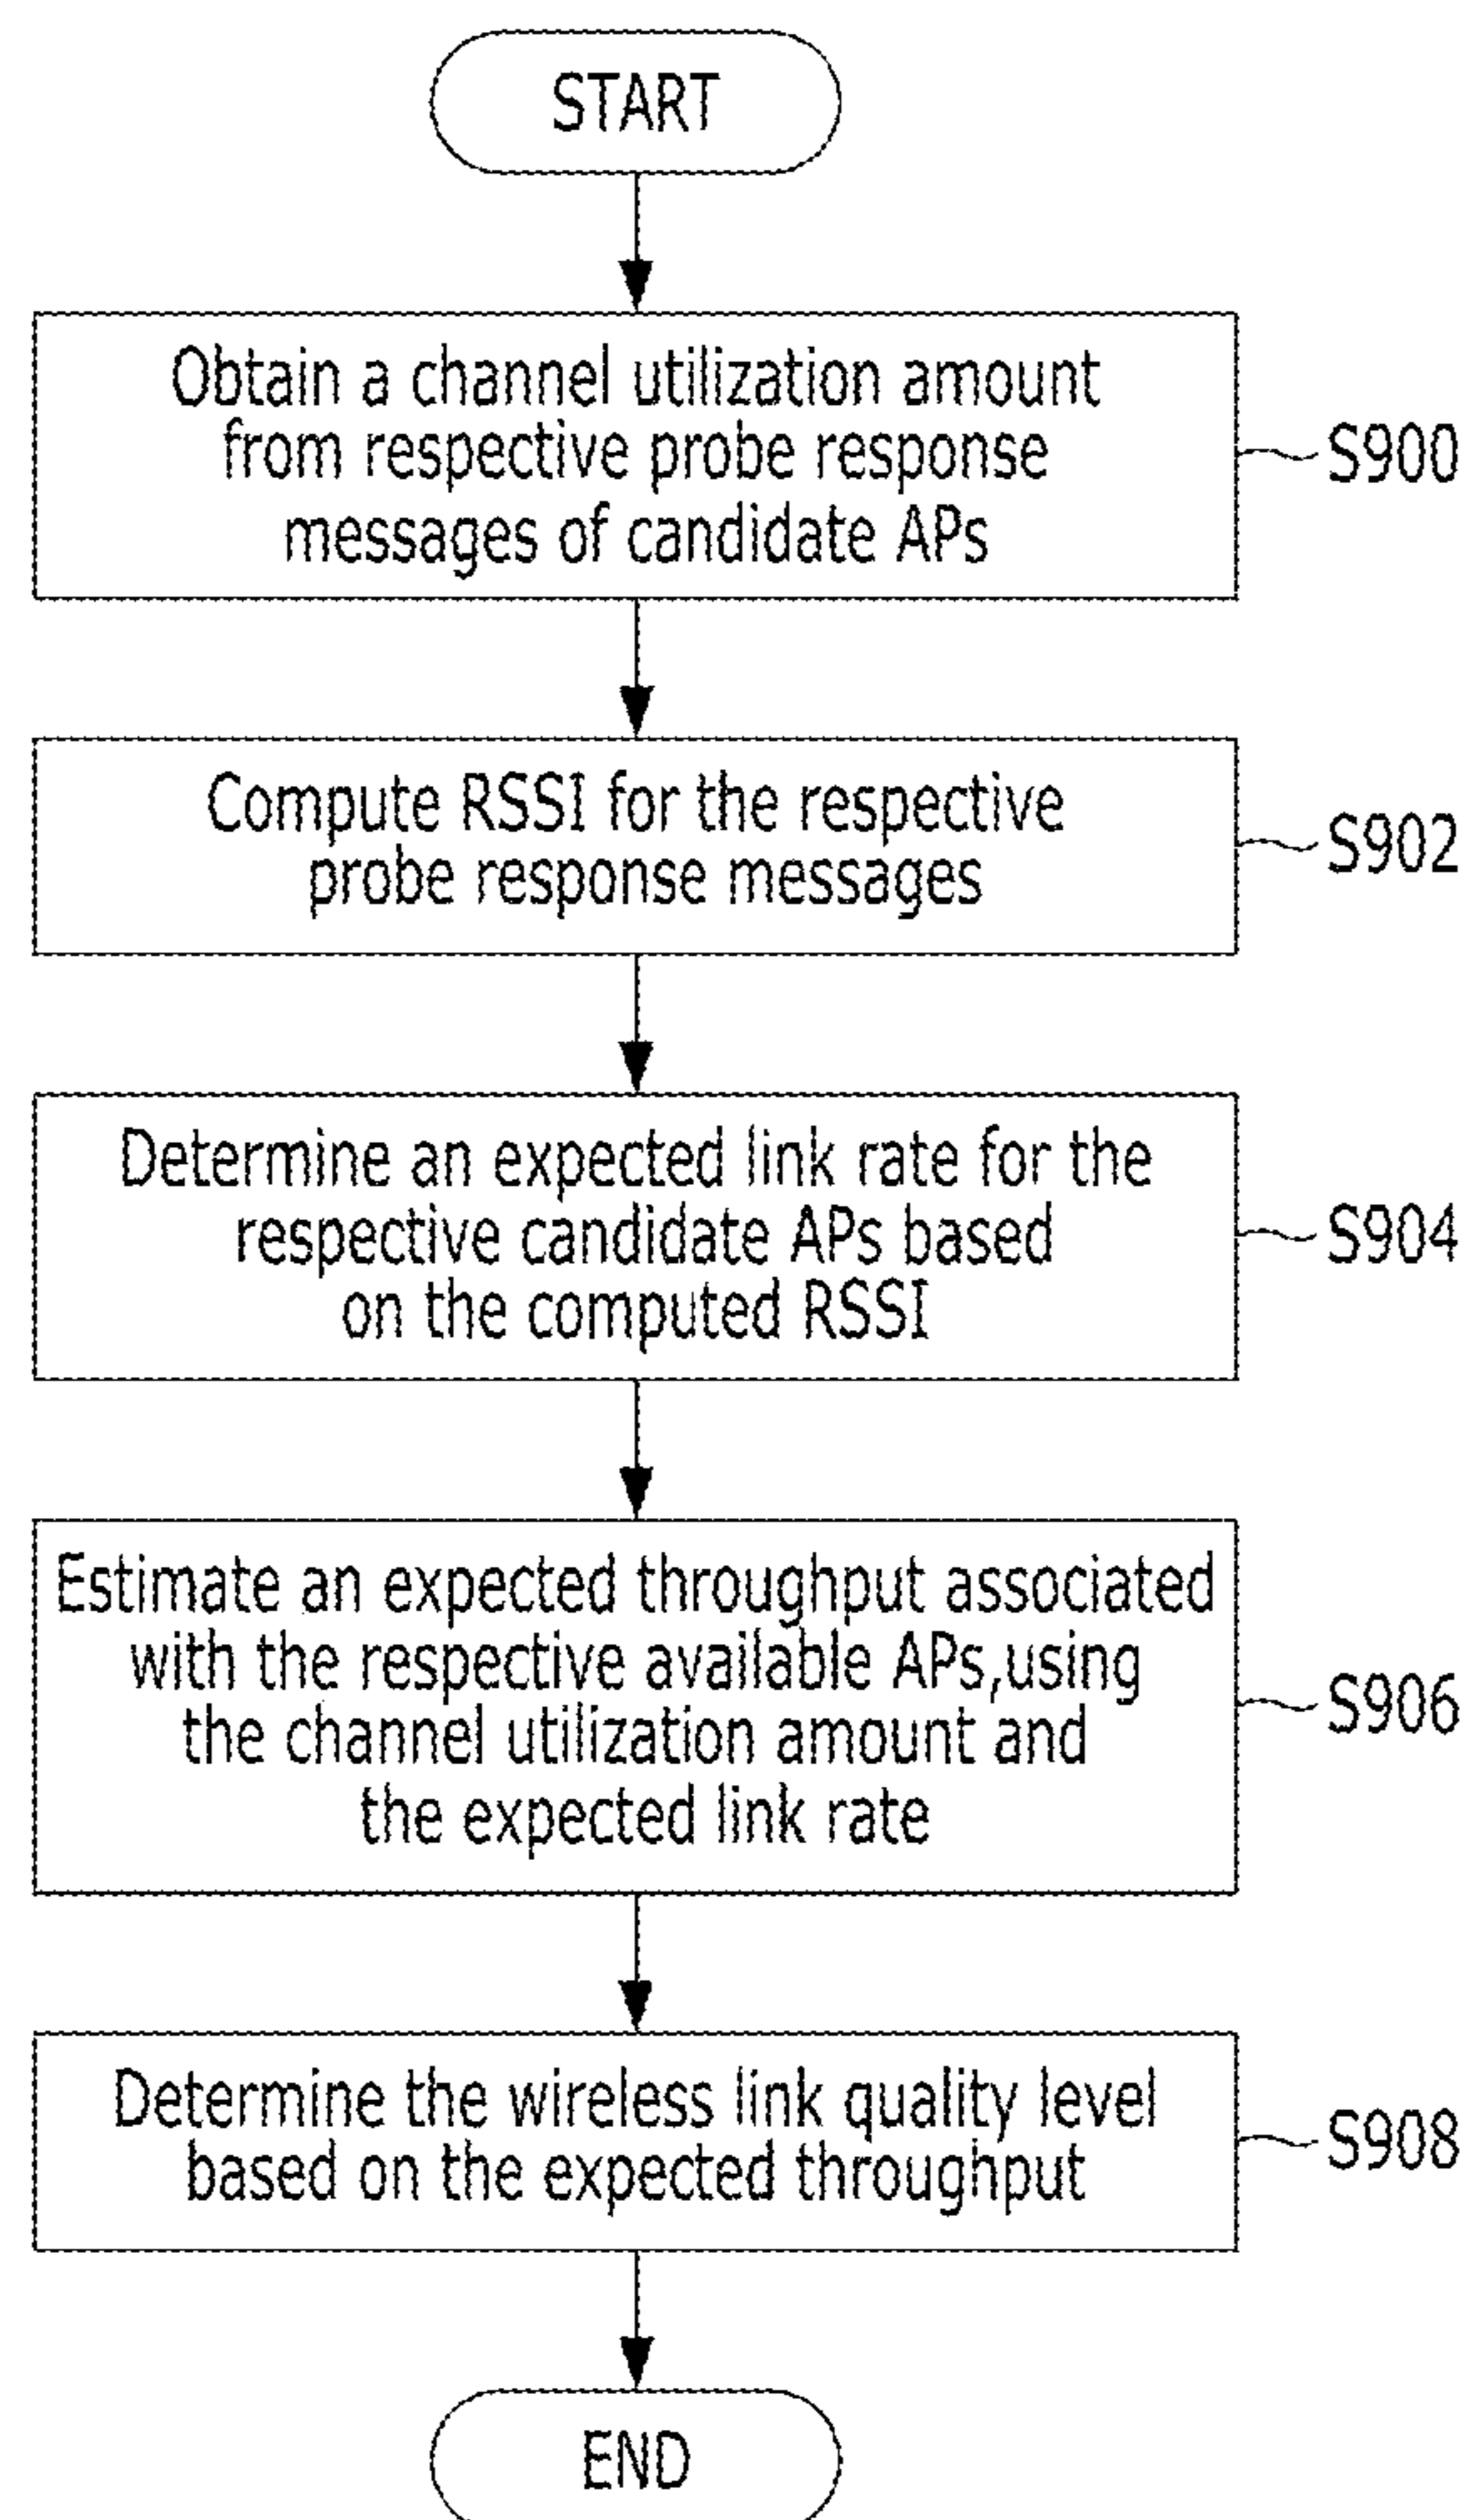 START
Obtain a channel utilization amount
from respective probe response
messages of candidate APs
S900
Compute RSSI for the respective
probe response messages
S902
Determine an expected link rate for the
respective candidate APs based
on the computed RSSI
S904
Estimate an expected throughput associated
with the respective available APs,using
the channel utilization amount and
the expected link rate
S906
Determine the wireless link quality level
based on the expected throughput
S908
END